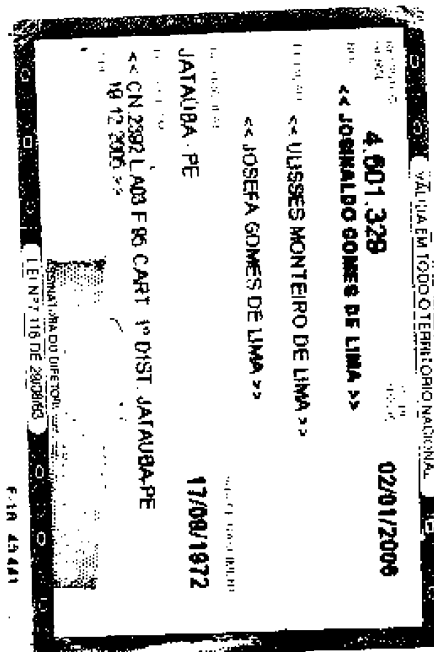 VÁLIDA EM TODO O TERRITÓRIO NACIONAL
4.601.329 02/01/2006
<< JOSINALDO GOMES DE LIMA >>
<< ULISSES MONTEIRO DE LIMA >>
<< JOSEFA GOMES DE LIMA >>
JATAÚBA - PE 17/08/1972
<< CN.2392 L.A03 F.95 CART. 1º DIST. JATAÚBA-PE
19.12.2005 >>
ASSINATURA DO DIRETOR
LEI Nº 7.116 DE 29/08/83